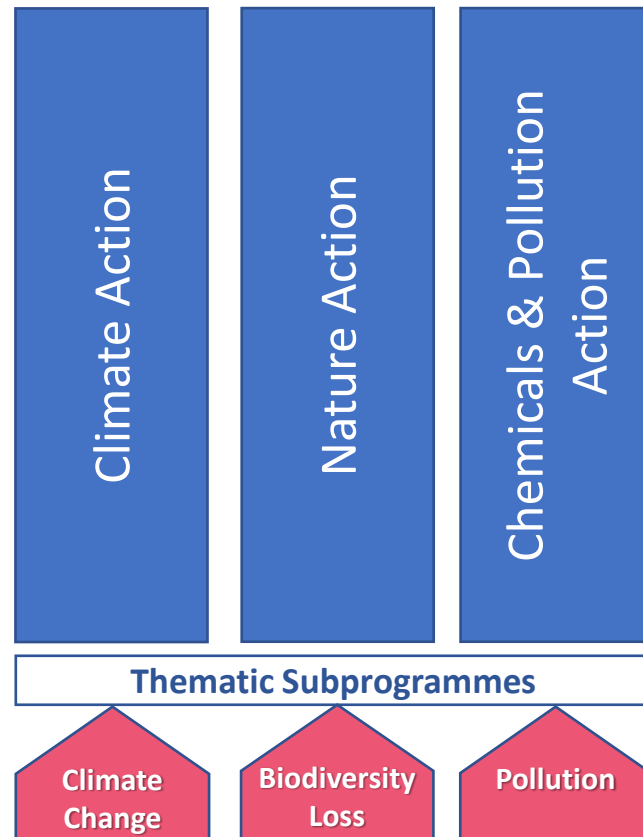 Climate Action
Nature Action
Chemicals & Pollution
Action
Thematic Subprogrammes
Climate
Change
Biodiversity
Loss
Pollution